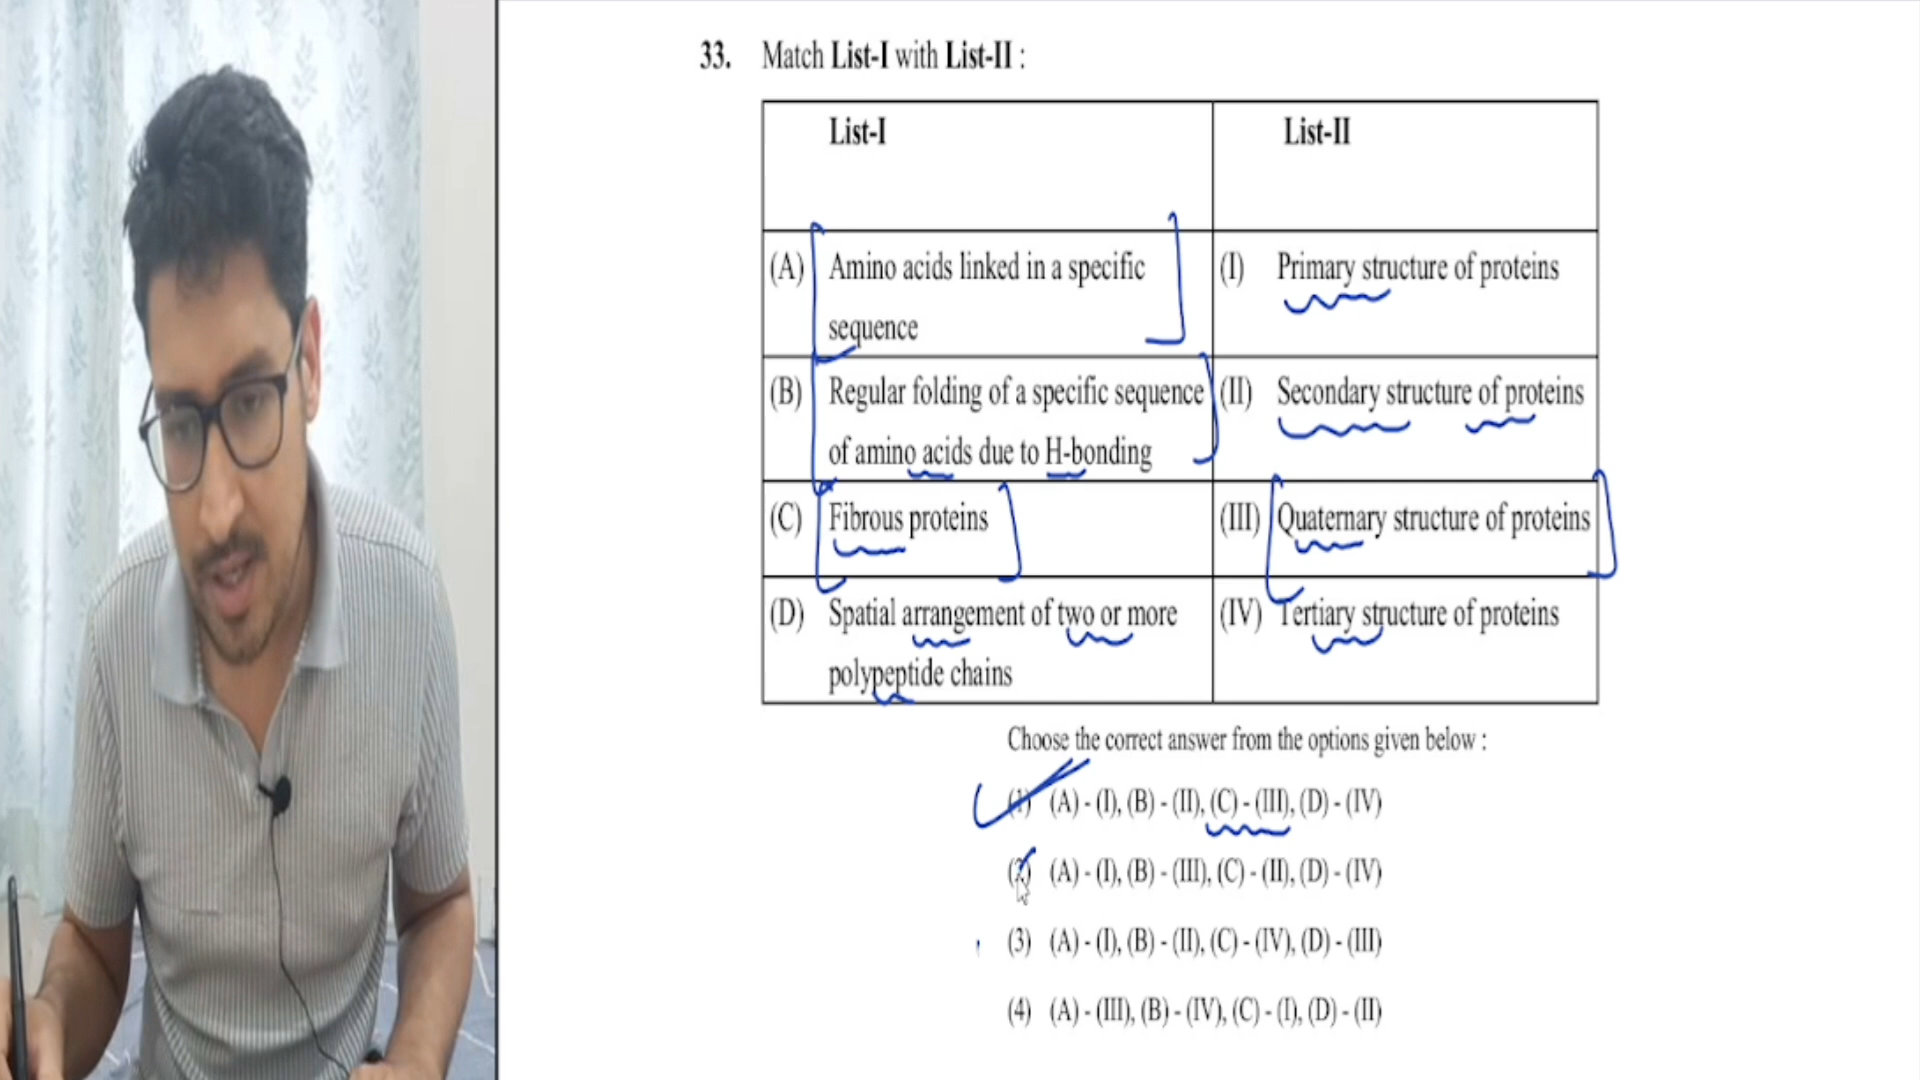 33. Match List-I with List-II :
List-I List-II
(A) Amino acids linked in a specific (I) Primary structure of proteins
sequence
(B) Regular folding of a specific sequence (II) Secondary structure of proteins
of amino acids due to H-bonding
(C) Fibrous proteins (III) Quaternary structure of proteins
(D) Spatial arrangement of two or more (IV) Tertiary structure of proteins
polypeptide chains
Choose the correct answer from the options given below :
(1) (A) - (I), (B) - (II), (C) - (III), (D) - (IV)
(2) (A) - (I), (B) - (III), (C) - (II), (D) - (IV)
(3) (A) - (I), (B) - (II), (C) - (IV), (D) - (III)
(4) (A) - (III), (B) - (IV), (C) - (I), (D) - (II)